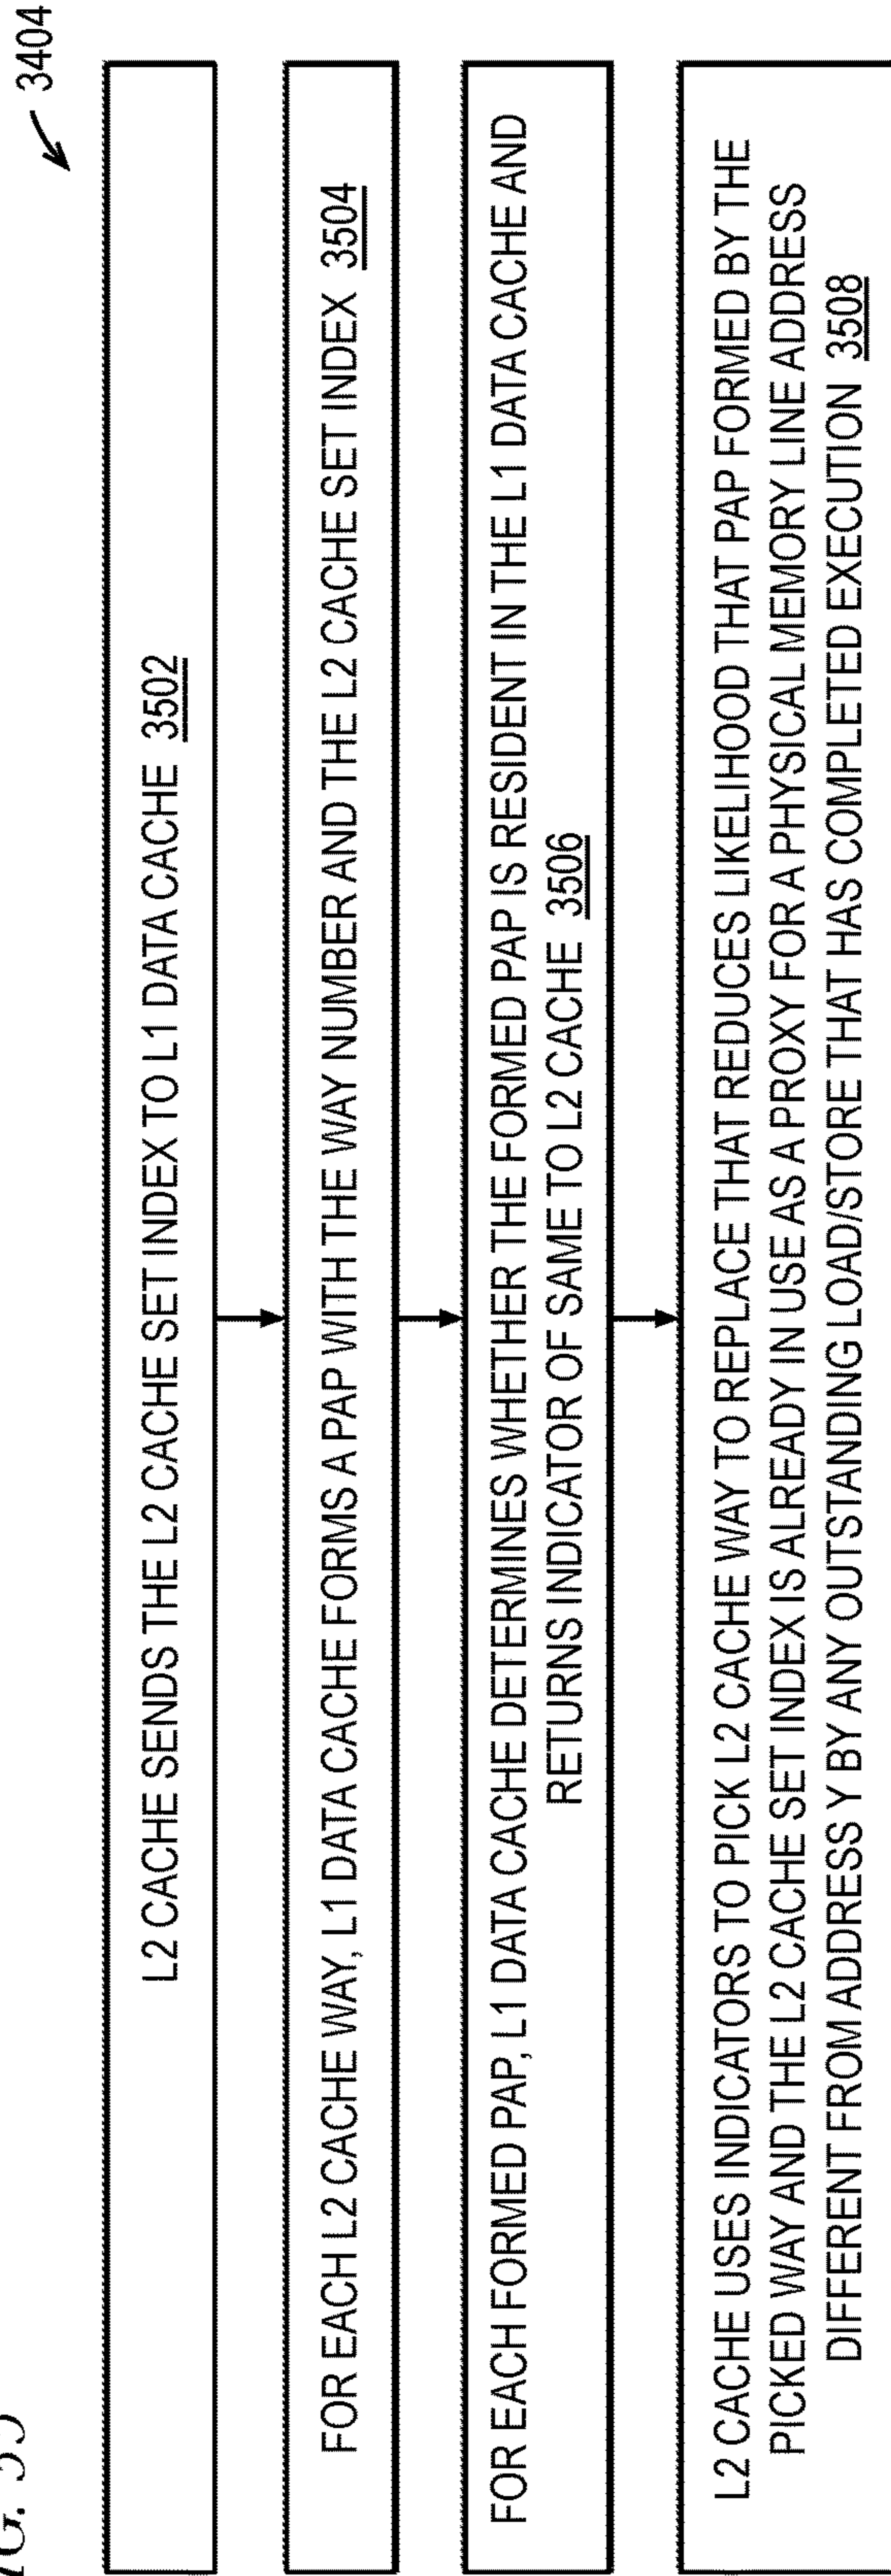 3404
L2 CACHE SENDS THE L2 CACHE SET INDEX TO L1 DATA CACHE 3502
FOR EACH L2 CACHE WAY, L1 DATA CACHE FORMS A PAP WITH THE WAY NUMBER AND THE L2 CACHE SET INDEX 3504
FOR EACH FORMED PAP, L1 DATA CACHE DETERMINES WHETHER THE FORMED PAP IS RESIDENT IN THE L1 DATA CACHE AND
RETURNS INDICATOR OF SAME TO L2 CACHE 3506
L2 CACHE USES INDICATORS TO PICK L2 CACHE WAY TO REPLACE THAT REDUCES LIKELIHOOD THAT PAP FORMED BY THE
PICKED WAY AND THE L2 CACHE SET INDEX IS ALREADY IN USE AS A PROXY FOR A PHYSICAL MEMORY LINE ADDRESS
DIFFERENT FROM ADDRESS Y BY ANY OUTSTANDING LOAD/STORE THAT HAS COMPLETED EXECUTION 3508